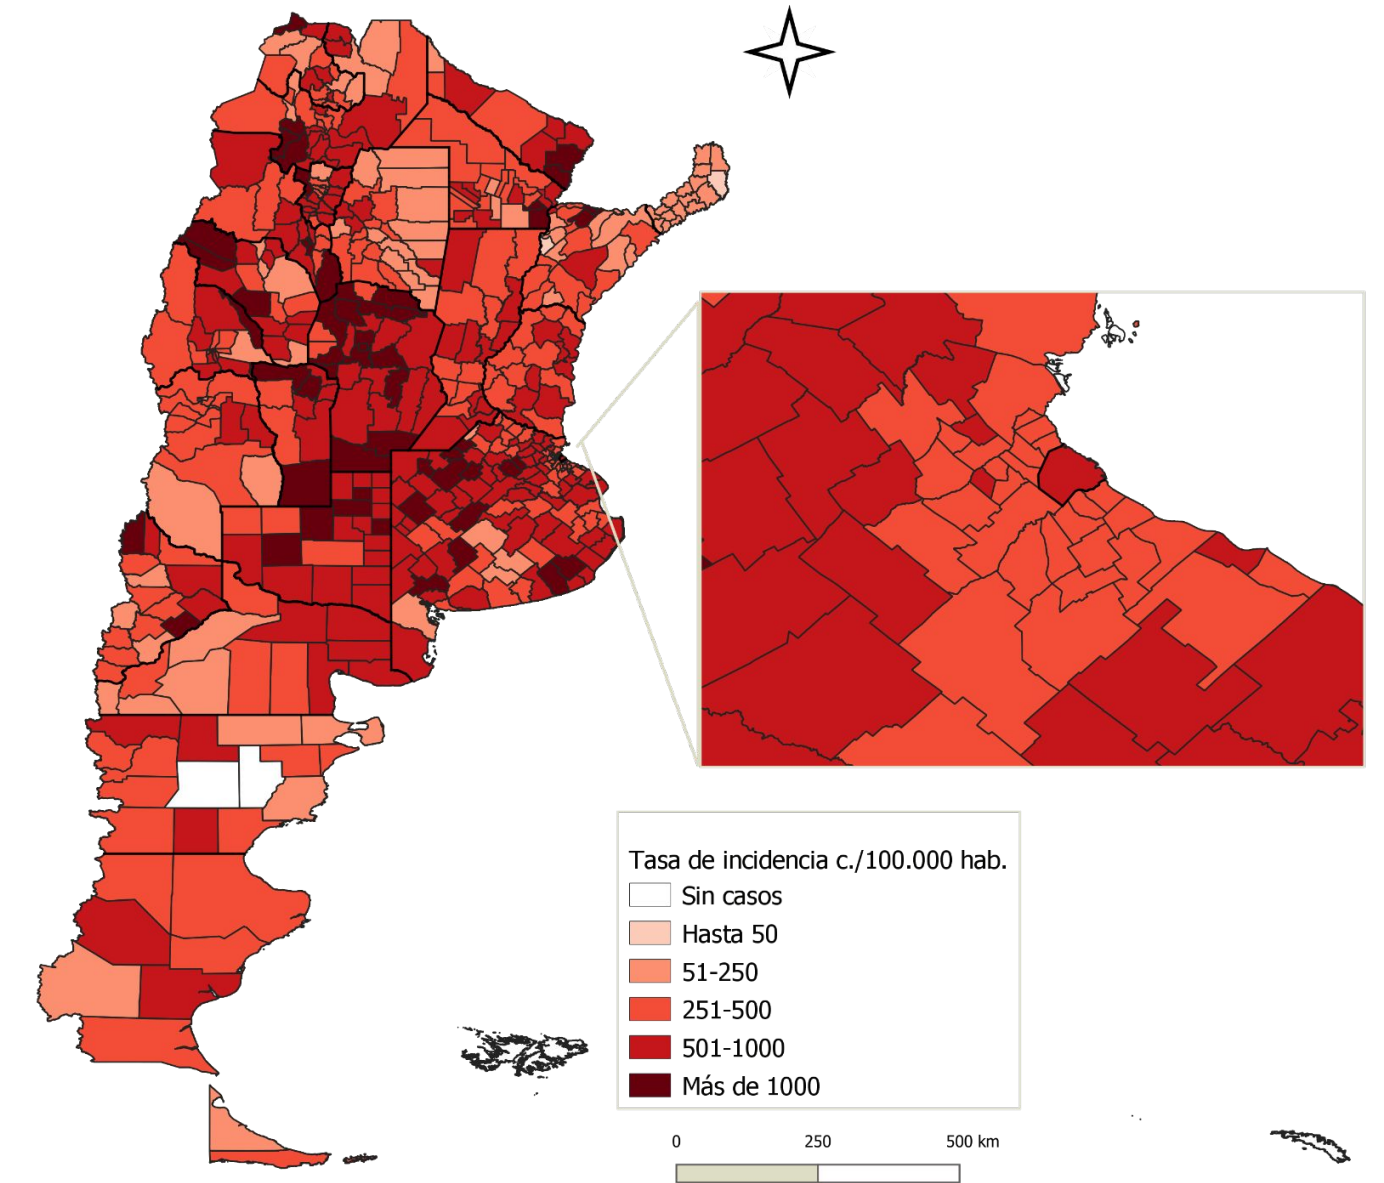 Tasa de incidencia c./100.000 hab.
Sin casos
Hasta 50
51-250
251-500
501-1000
Más de 1000
0 250 500 km